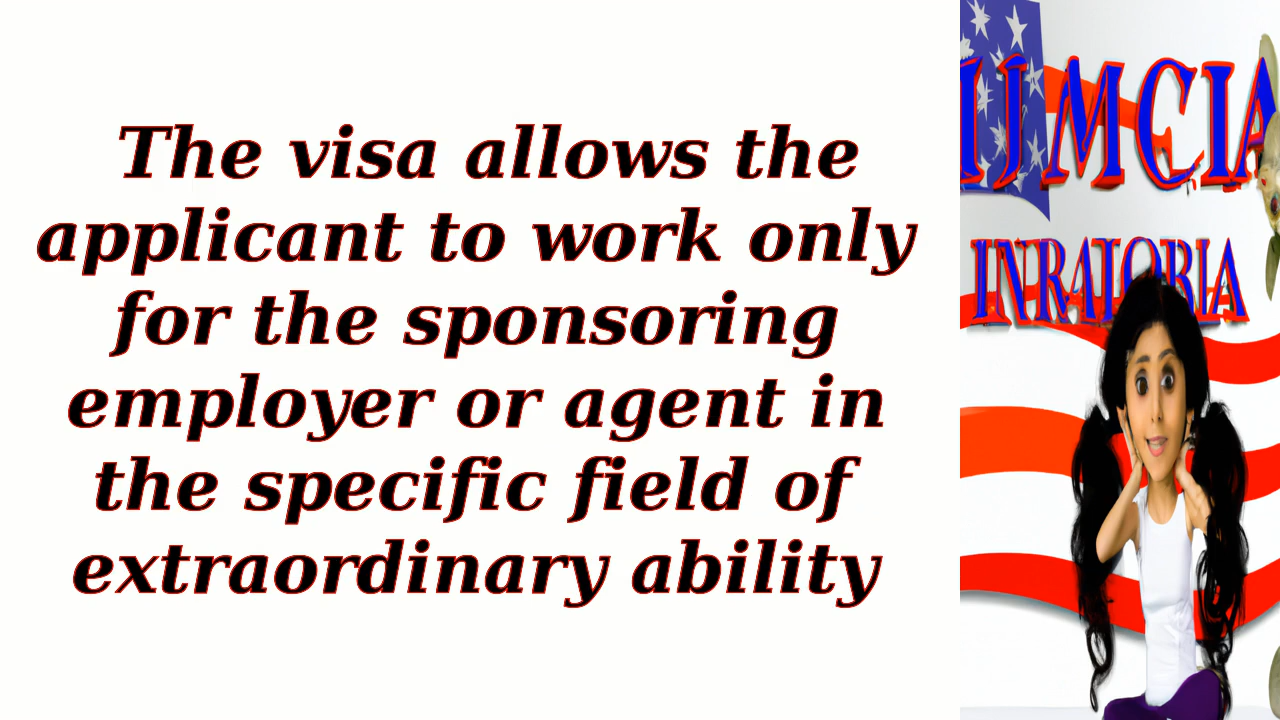 The visa allows the
applicant to work only
for the sponsoring
employer or agent in
the specific field of
extraordinary ability